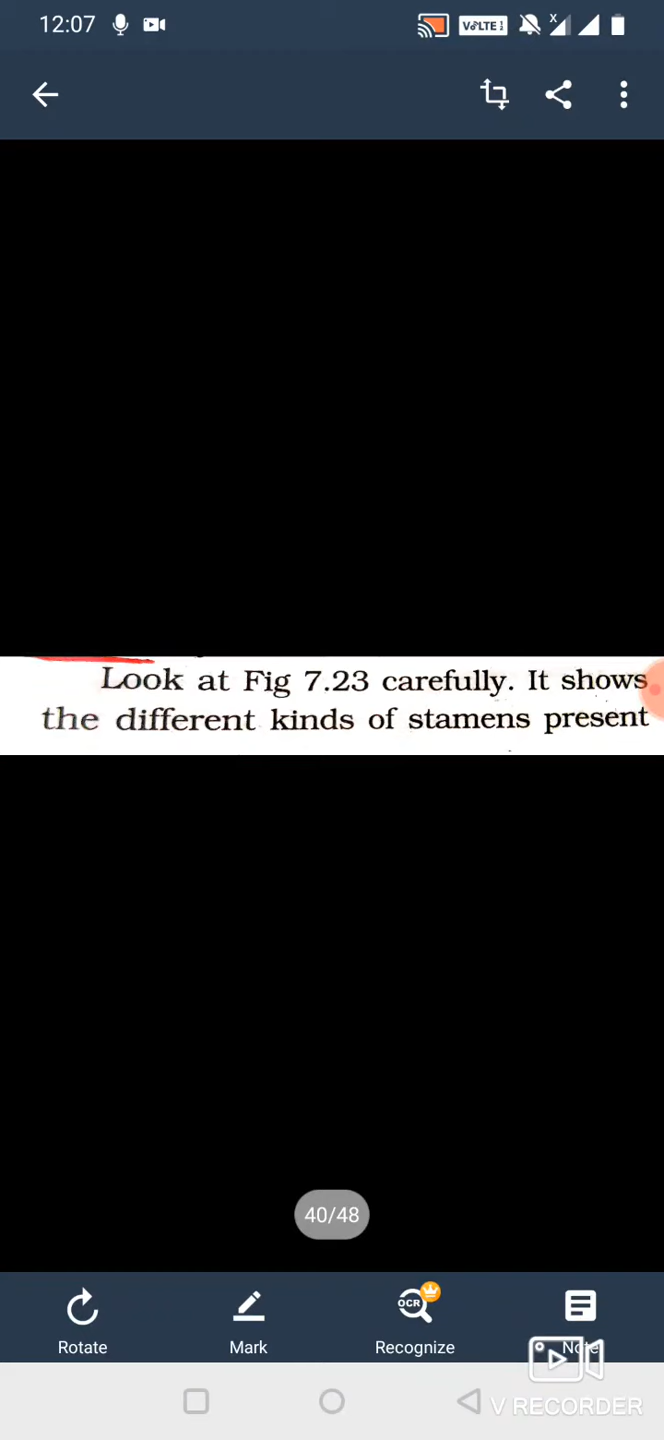 12:07
VoLTE
x
Look at Fig 7.23 carefully. It shows
the different kinds of stamens present
40/48
OCR
Rotate
Mark
Recognize
Note
V RECORDER